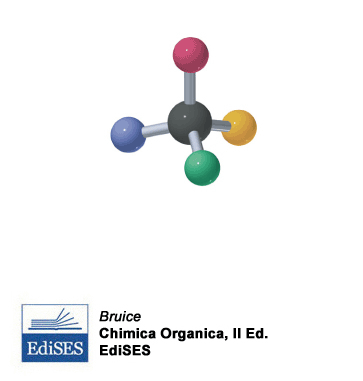 Bruice
Chimica Organica, II Ed.
EdiSES
EdiSES